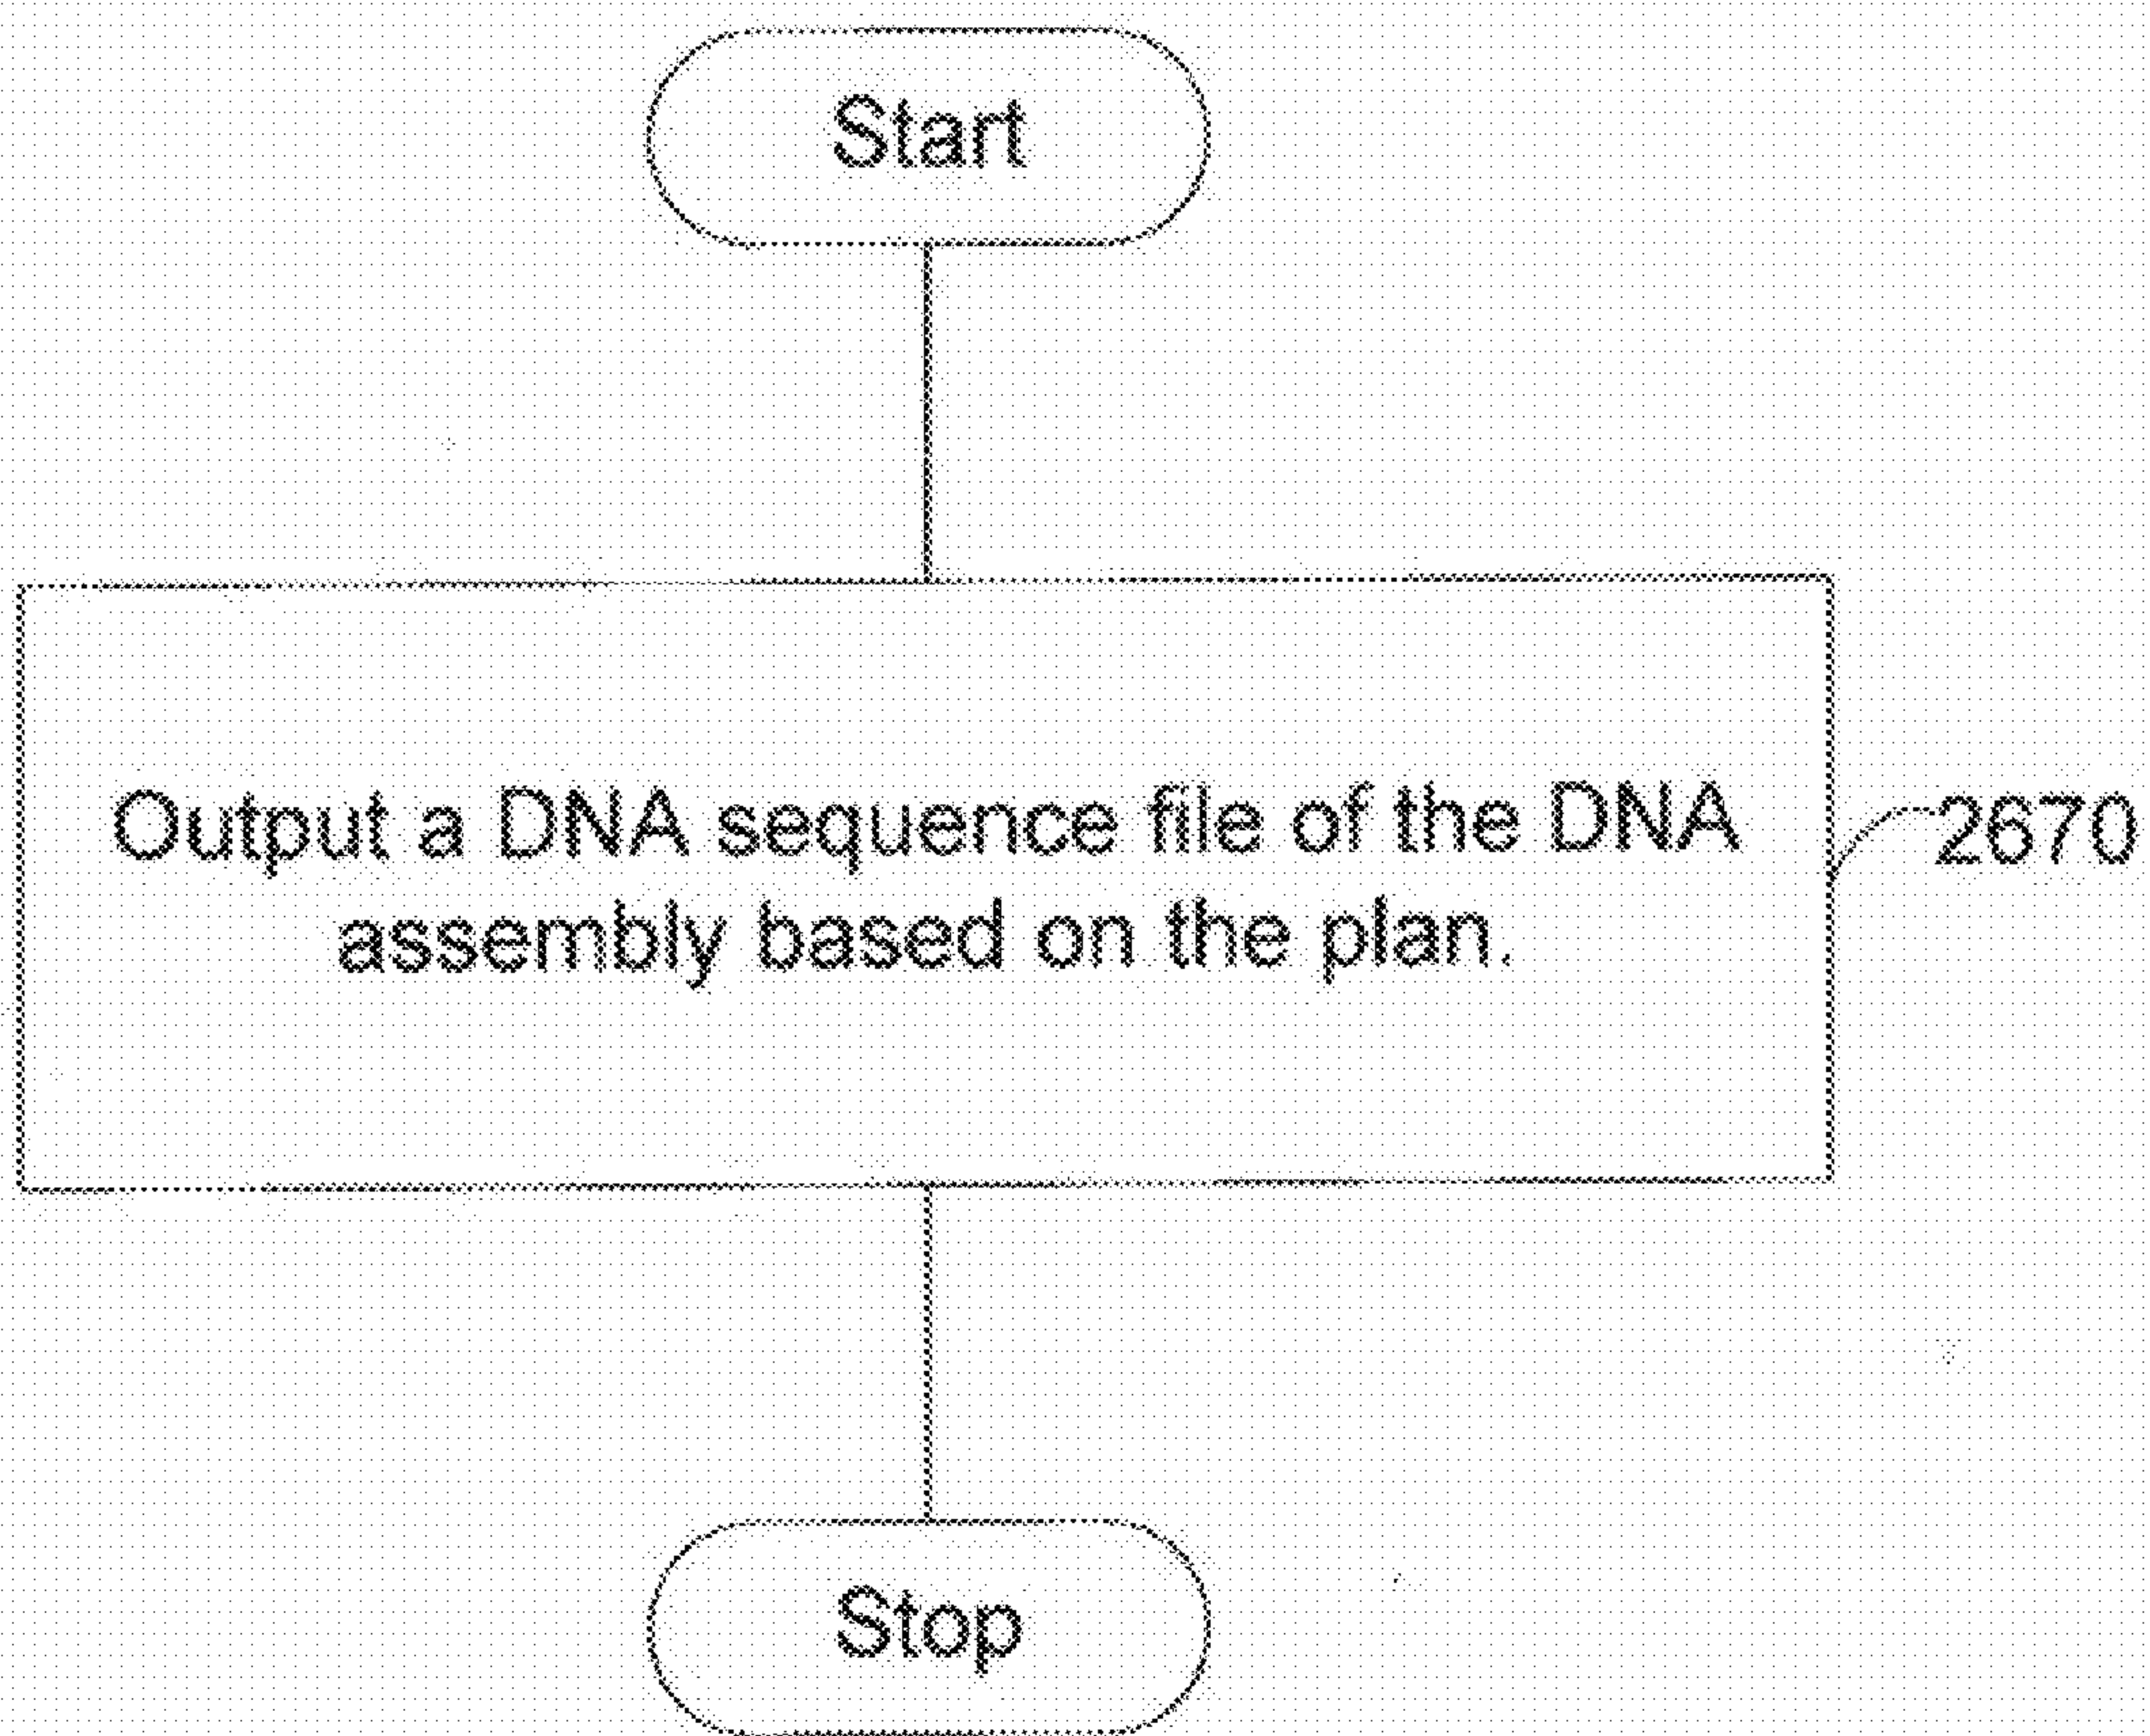 Start
Output a DNA sequence file of the DNA
assembly based on the plan.
2670
Stop